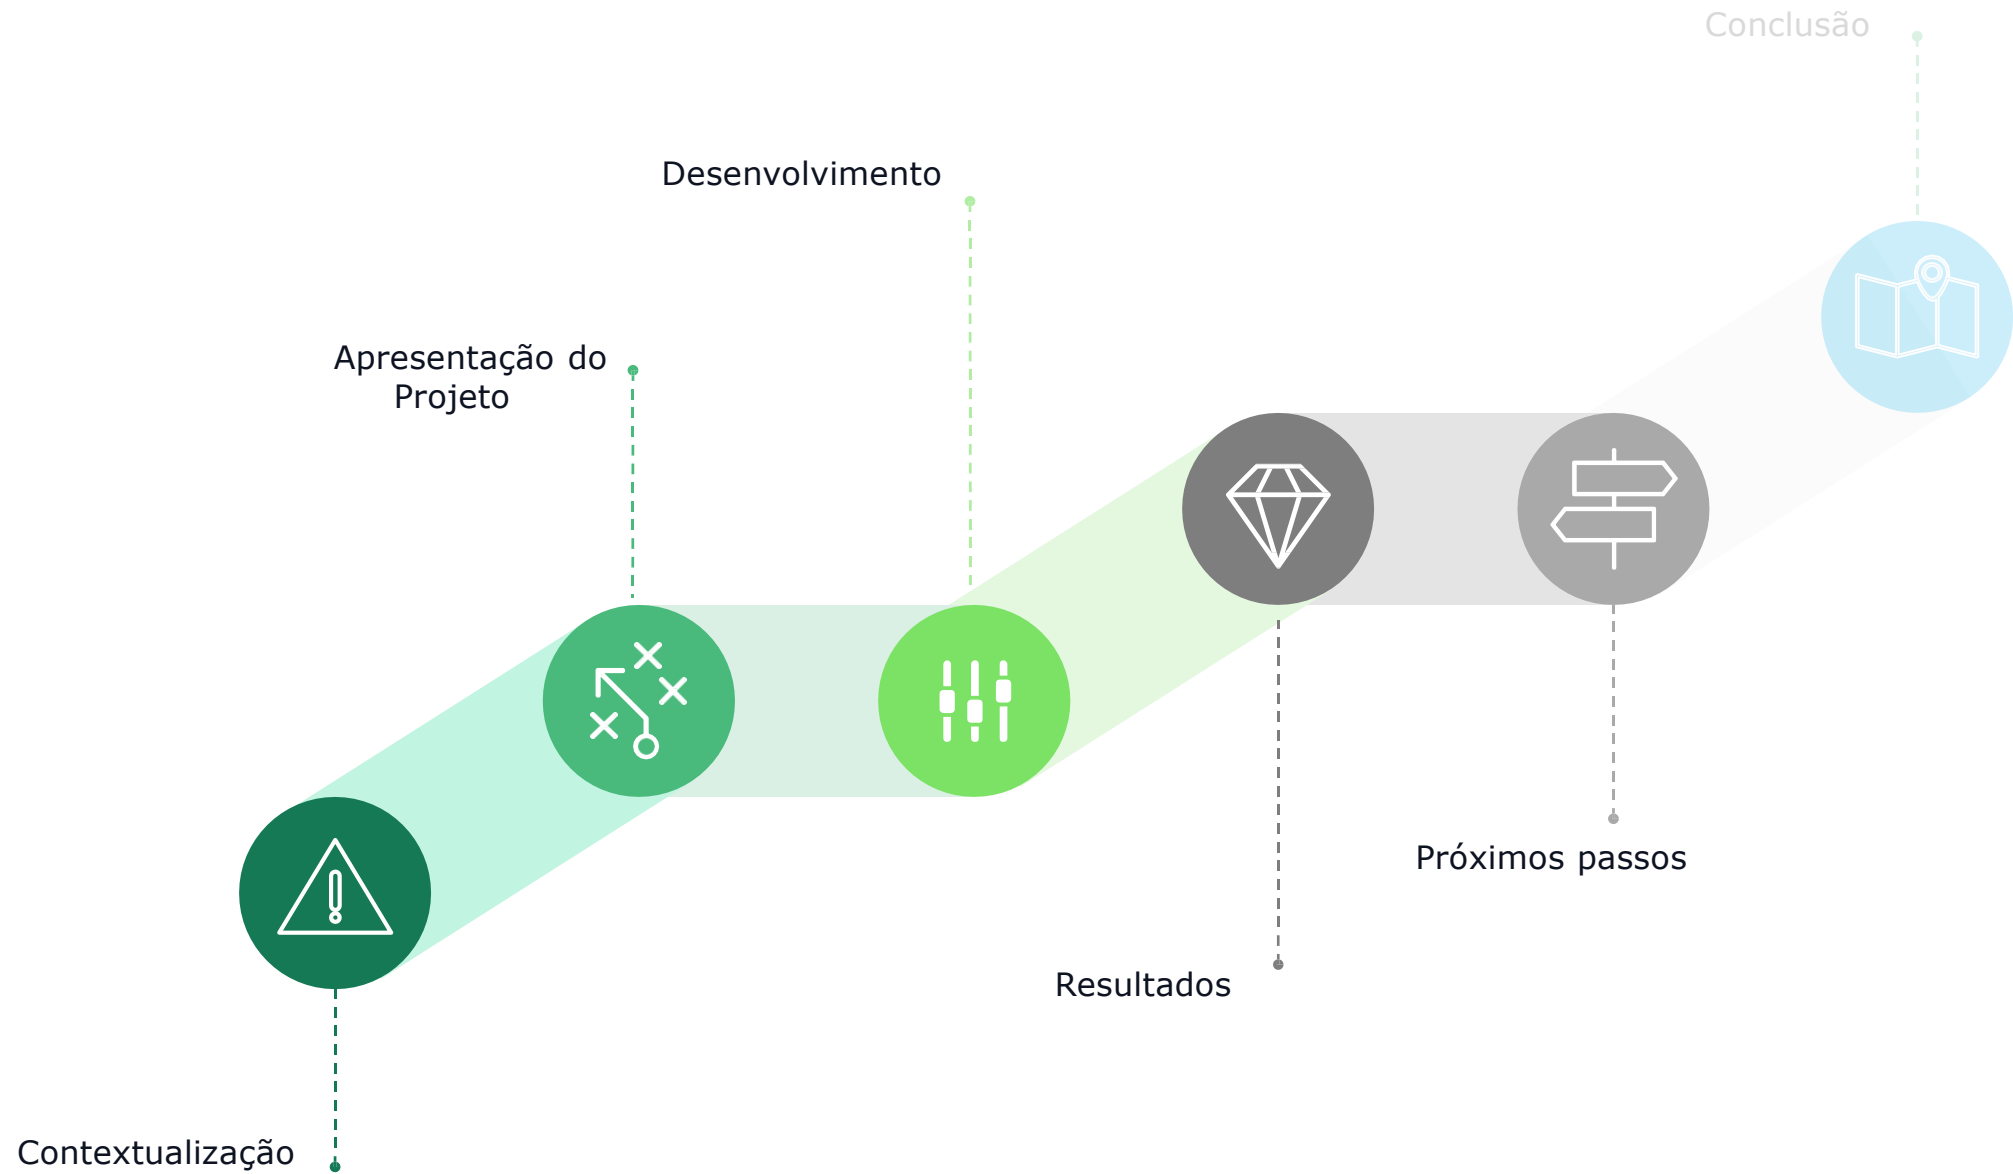 Conclusão
Desenvolvimento
Apresentação do
Projeto
Próximos passos
Resultados
Contextualização